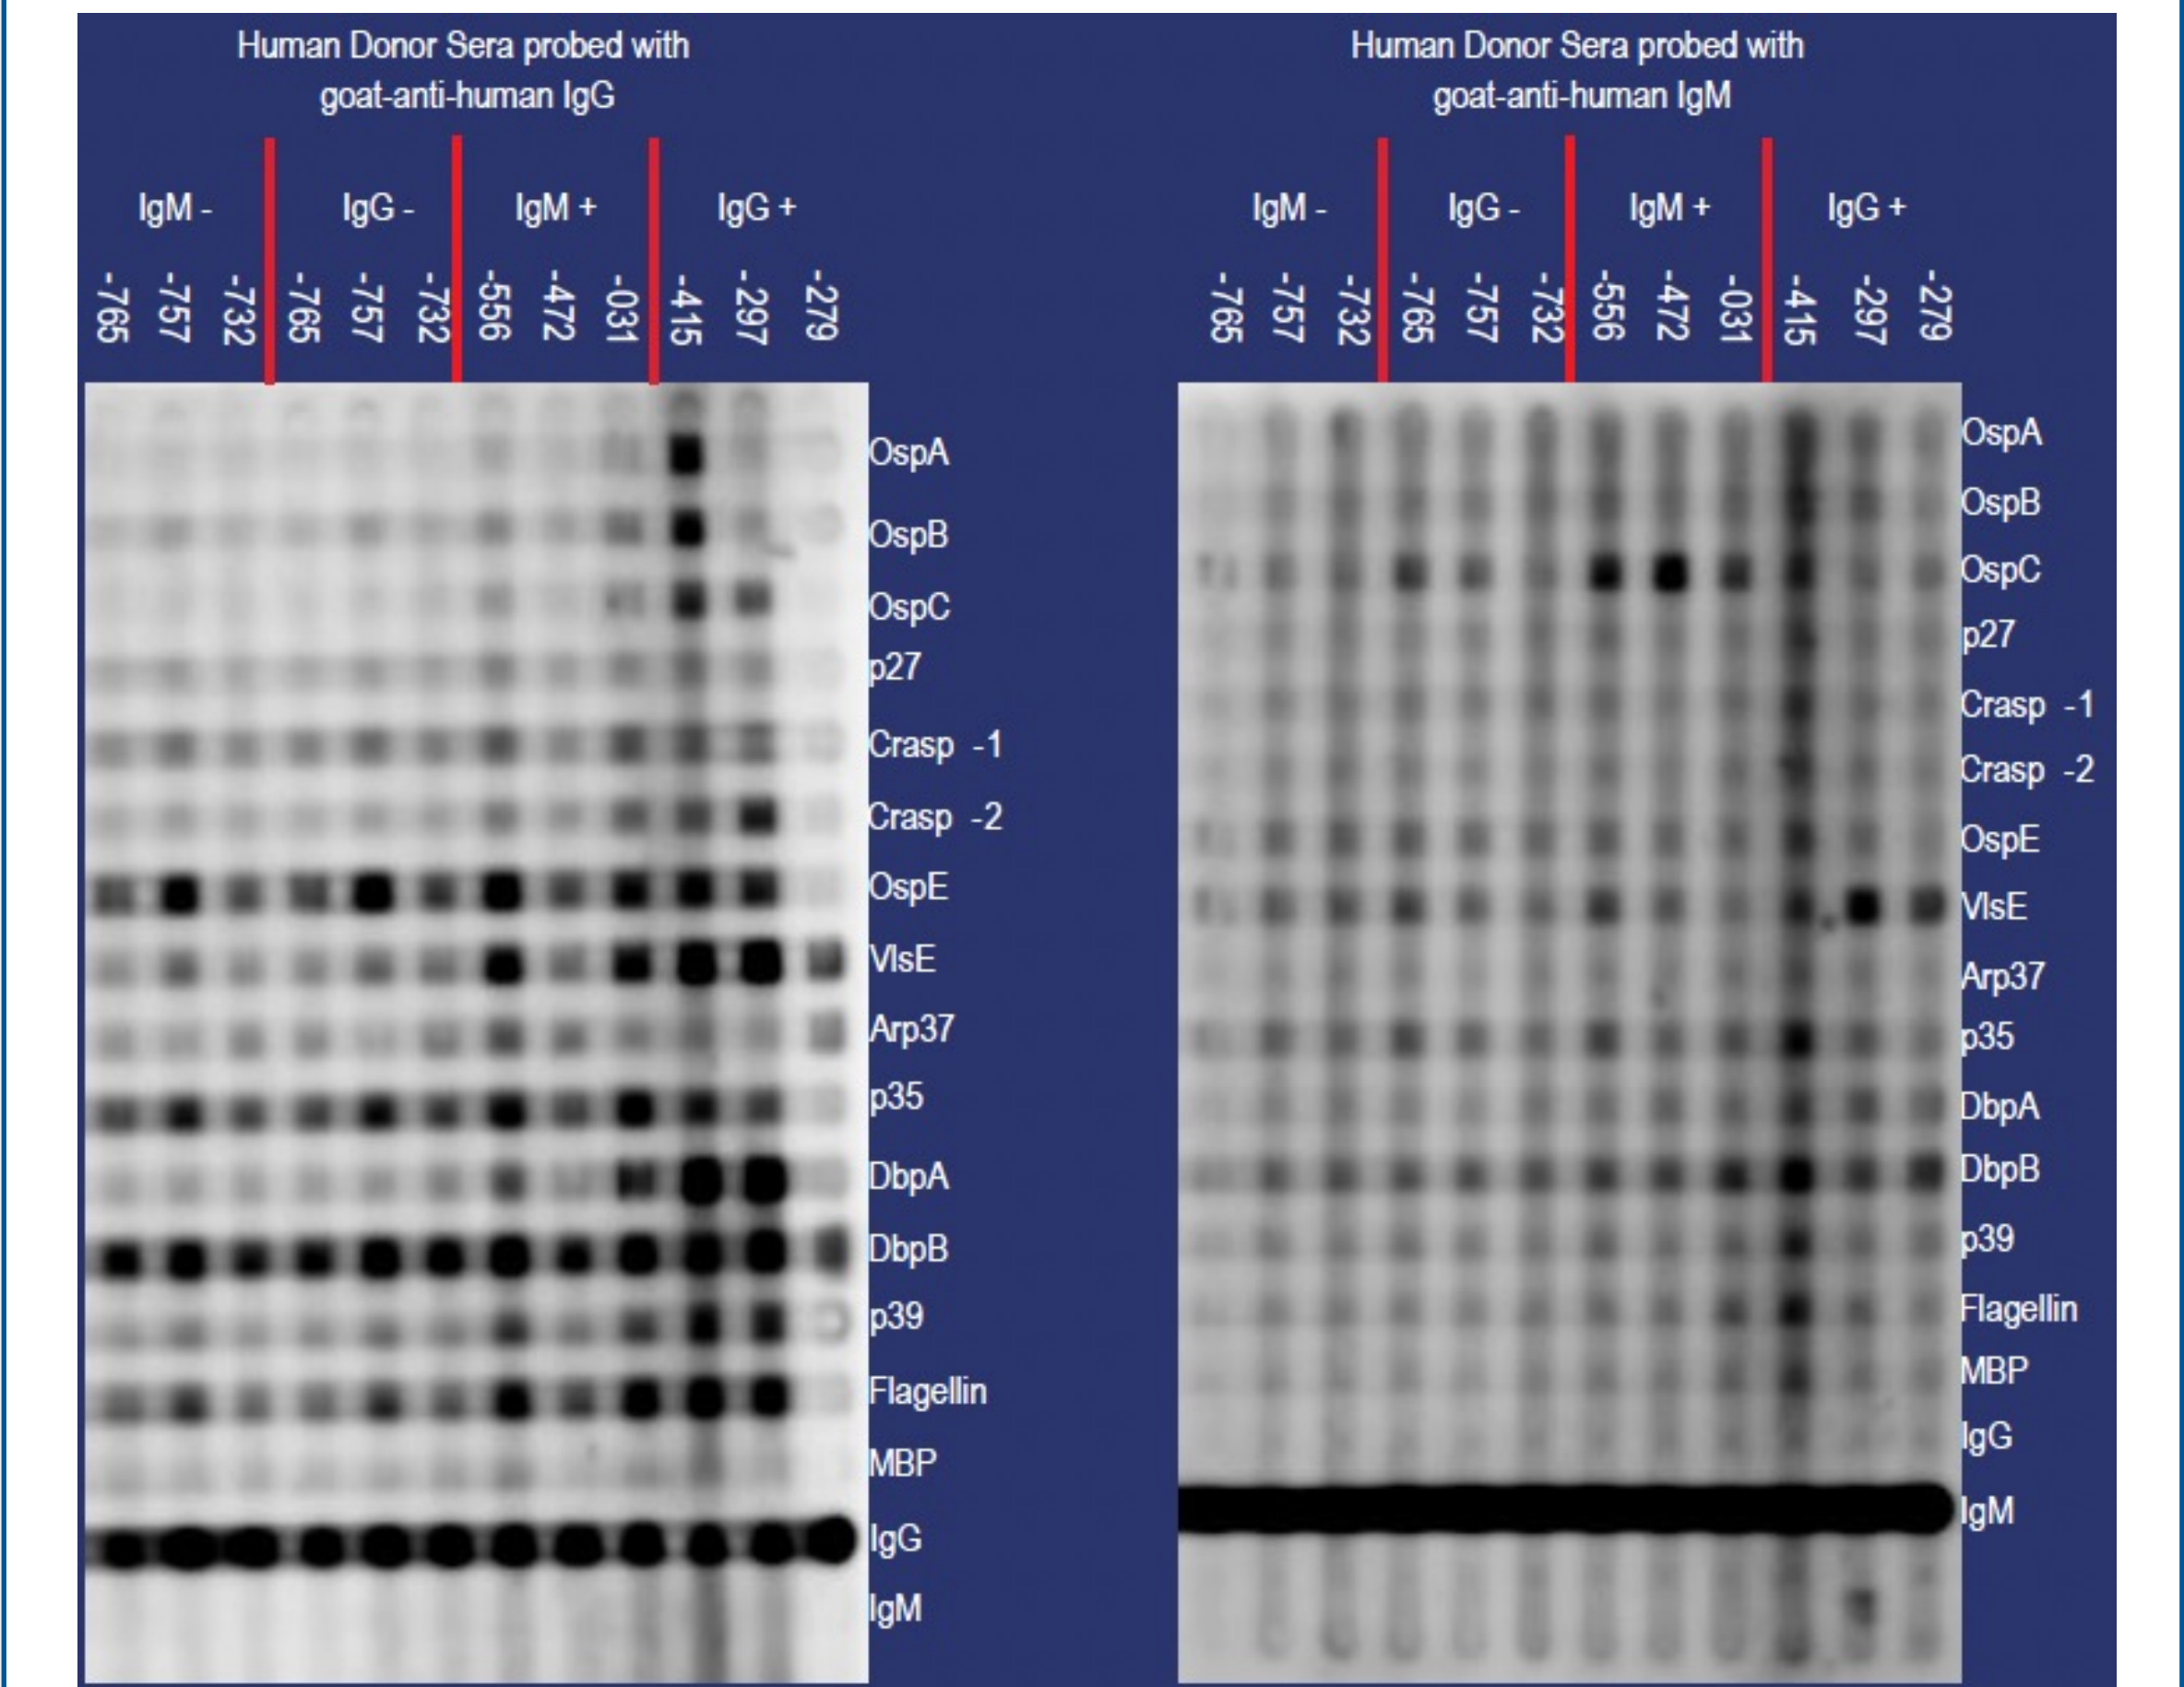 Human Donor Sera probed with
goat-anti-human IgG
IgM -
IgG -
IgM +
IgG +
-765
-757
-732
-765
-757
-732
-556
-472
-031
-415
-297
-279
OspA
OspB
OspC
p27
Crasp -1
Crasp -2
OspE
VlsE
Arp37
p35
DbpA
DbpB
p39
Flagellin
MBP
IgG
IgM
Human Donor Sera probed with
goat-anti-human IgM
IgM -
IgG -
IgM +
IgG +
-765
-757
-732
-765
-757
-732
-556
-472
-031
-415
-297
-279
OspA
OspB
OspC
p27
Crasp -1
Crasp -2
OspE
VlsE
Arp37
p35
DbpA
DbpB
p39
Flagellin
MBP
IgG
IgM